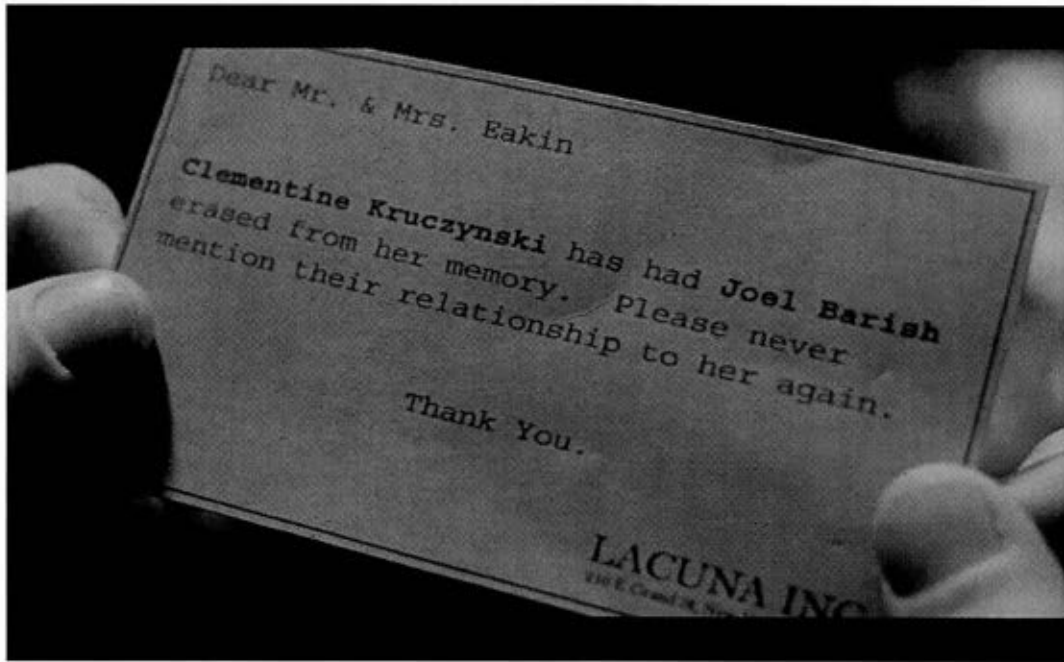 Dear Mr. & Mrs. Eakin
Clementine Kruczynski has had Joel Barish
erased from her memory. Please never
mention their relationship to her again.
Thank You.
LACUNA INC